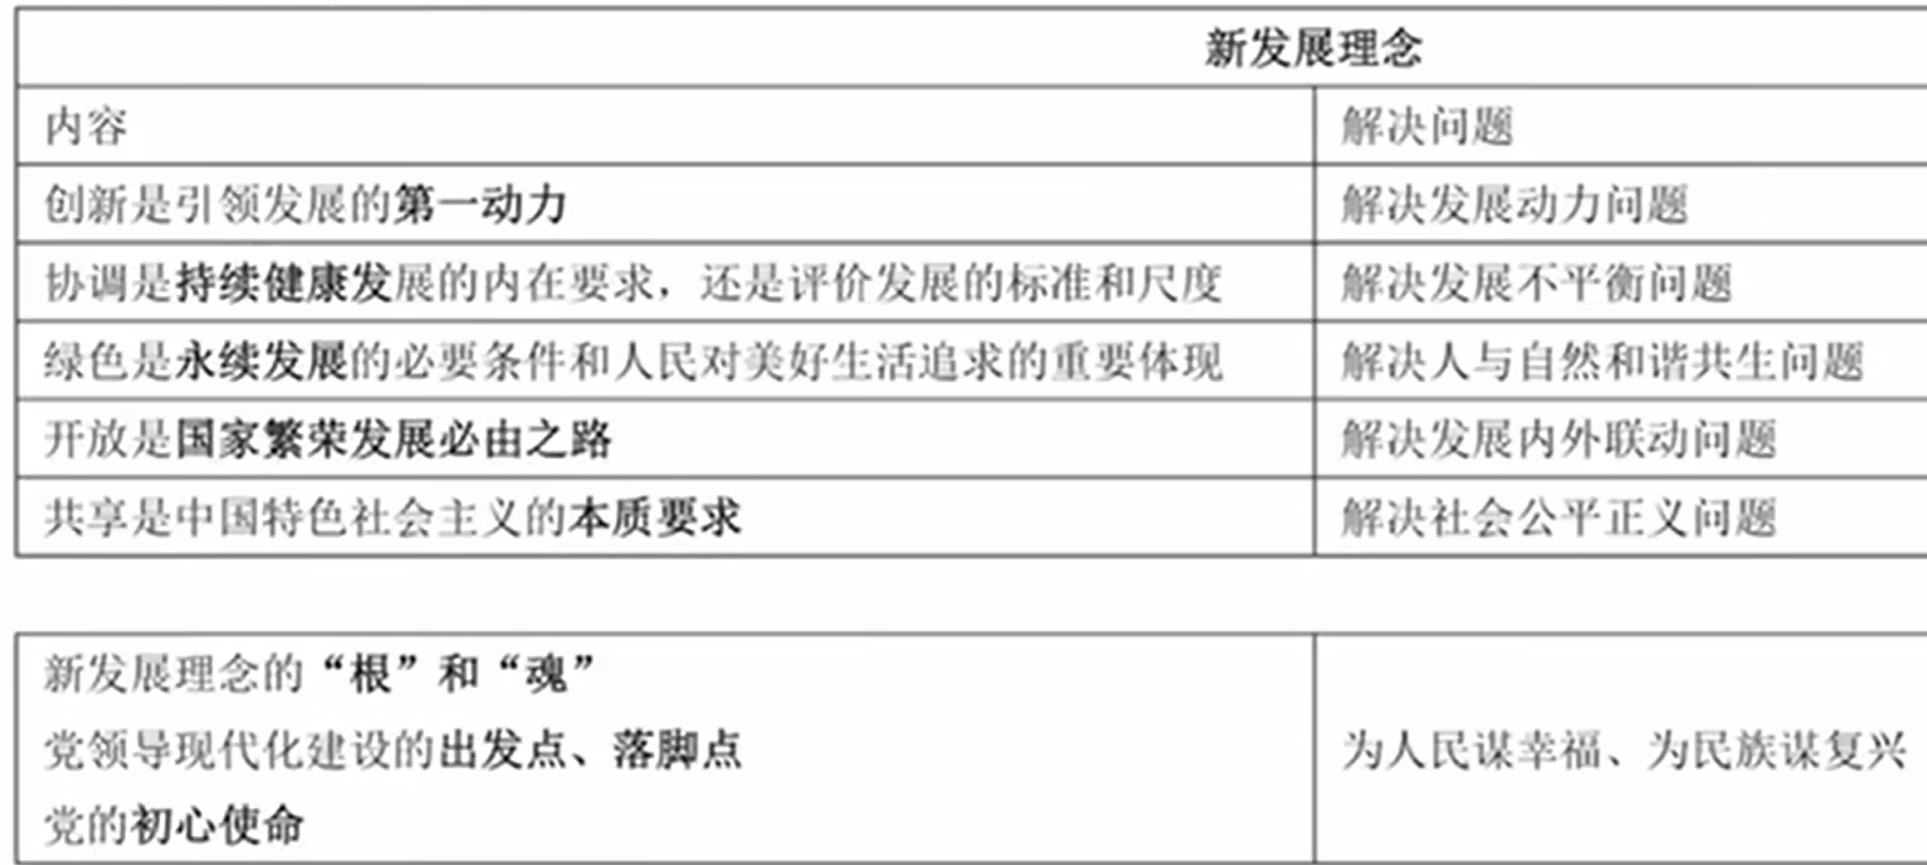 新发展理念
内容 解决问题
创新是引领发展的第一动力 解决发展动力问题
协调是持续健康发展的内在要求，还是评价发展的标准和尺度 解决发展不平衡问题
绿色是永续发展的必要条件和人民对美好生活追求的重要体现 解决人与自然和谐共生问题
开放是国家繁荣发展必由之路 解决发展内外联动问题
共享是中国特色社会主义的本质要求 解决社会公平正义问题
新发展理念的“根”和“魂”
党领导现代化建设的出发点、落脚点 为人民谋幸福、为民族谋复兴
党的初心使命